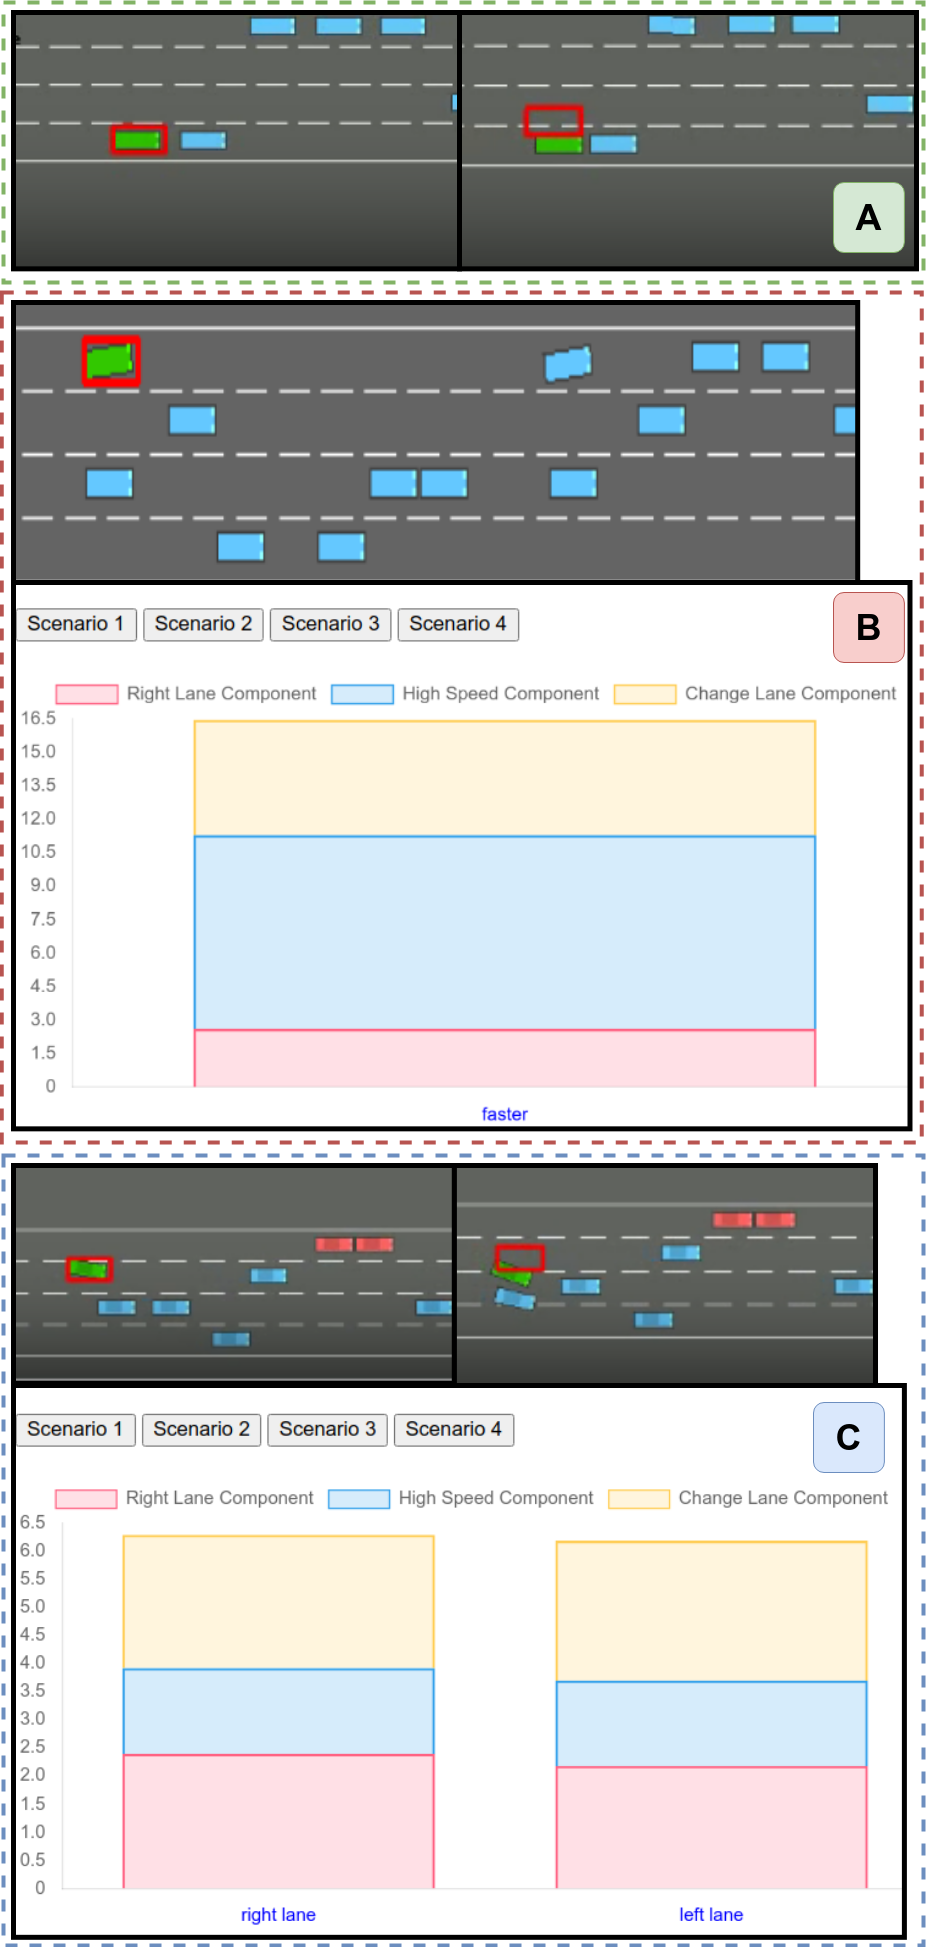 A
Scenario 1 Scenario 2 Scenario 3 Scenario 4
B
Right Lane Component High Speed Component Change Lane Component
16.5
15.0
13.5
12.0
10.5
9.0
7.5
6.0
4.5
3.0
1.5
0
faster
Scenario 1 Scenario 2 Scenario 3 Scenario 4
C
Right Lane Component High Speed Component Change Lane Component
6.5
6.0
5.5
5.0
4.5
4.0
3.5
3.0
2.5
2.0
1.5
1.0
0.5
0
right lane left lane